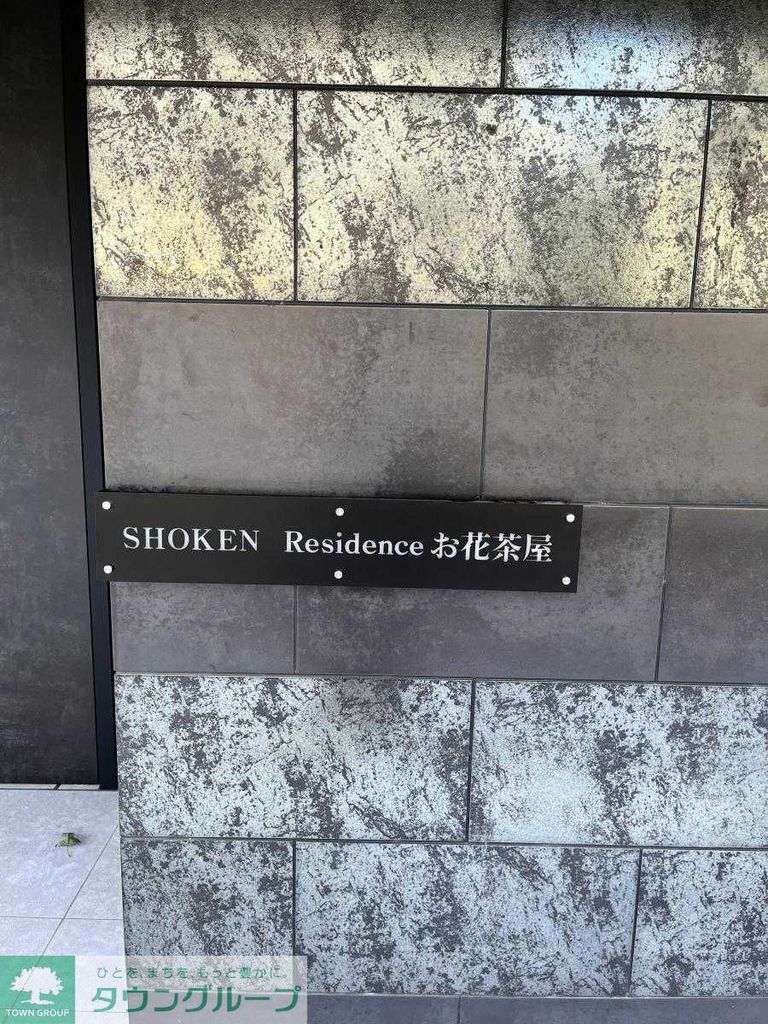 SHOKEN Residence お花茶屋
ひとを、まちを、もっと豊かに。
タウングループ
TOWN GROUP